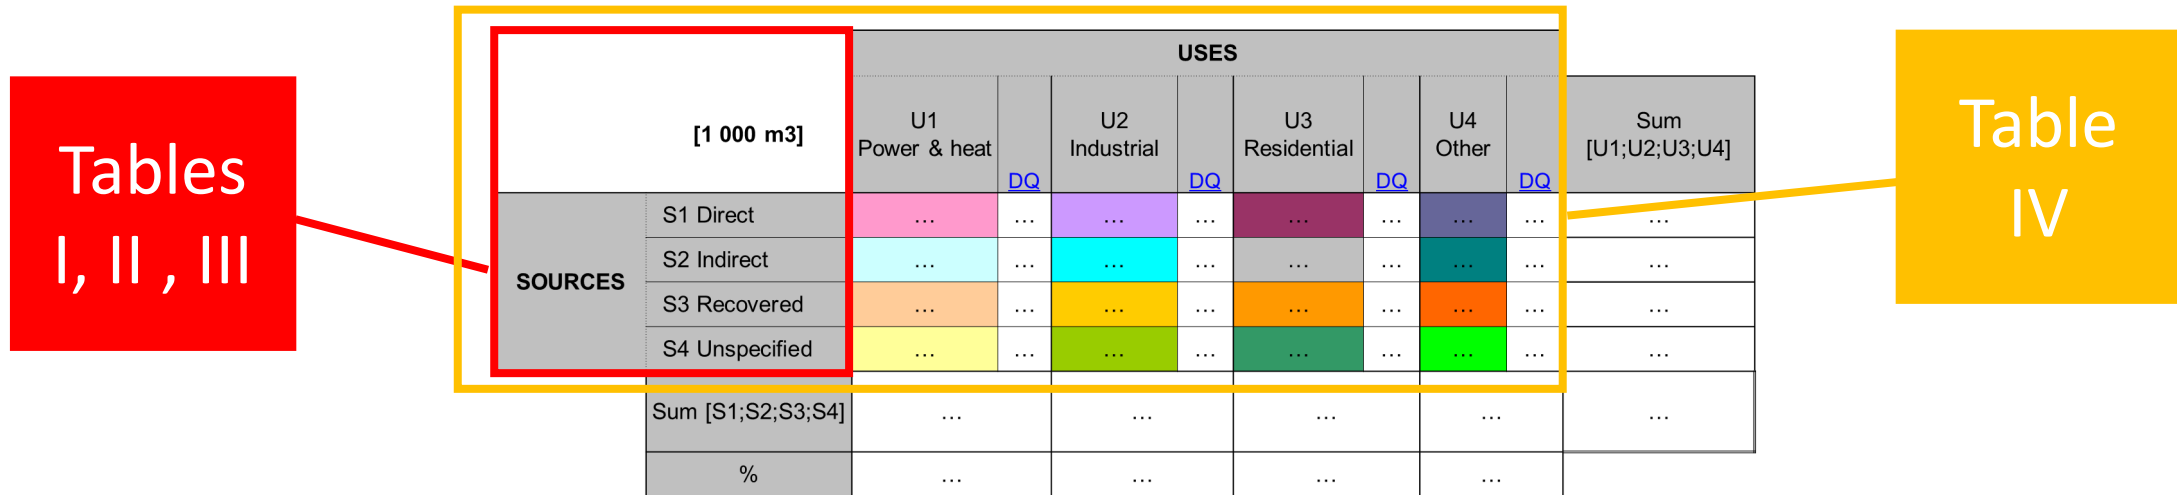 Tables
I, II , III
USES
[1 000 m3]
U1
Power & heat
DQ
U2
Industrial
DQ
U3
Residential
DQ
U4
Other
DQ
Sum
[U1;U2;U3;U4]
SOURCES
S1 Direct
... ... ... ... ... ... ... ... ...
S2 Indirect
... ... ... ... ... ... ... ... ...
S3 Recovered
... ... ... ... ... ... ... ... ...
S4 Unspecified
... ... ... ... ... ... ... ... ...
Sum [S1;S2;S3;S4]
... ... ... ... ...
%
... ... ... ...
Table
IV